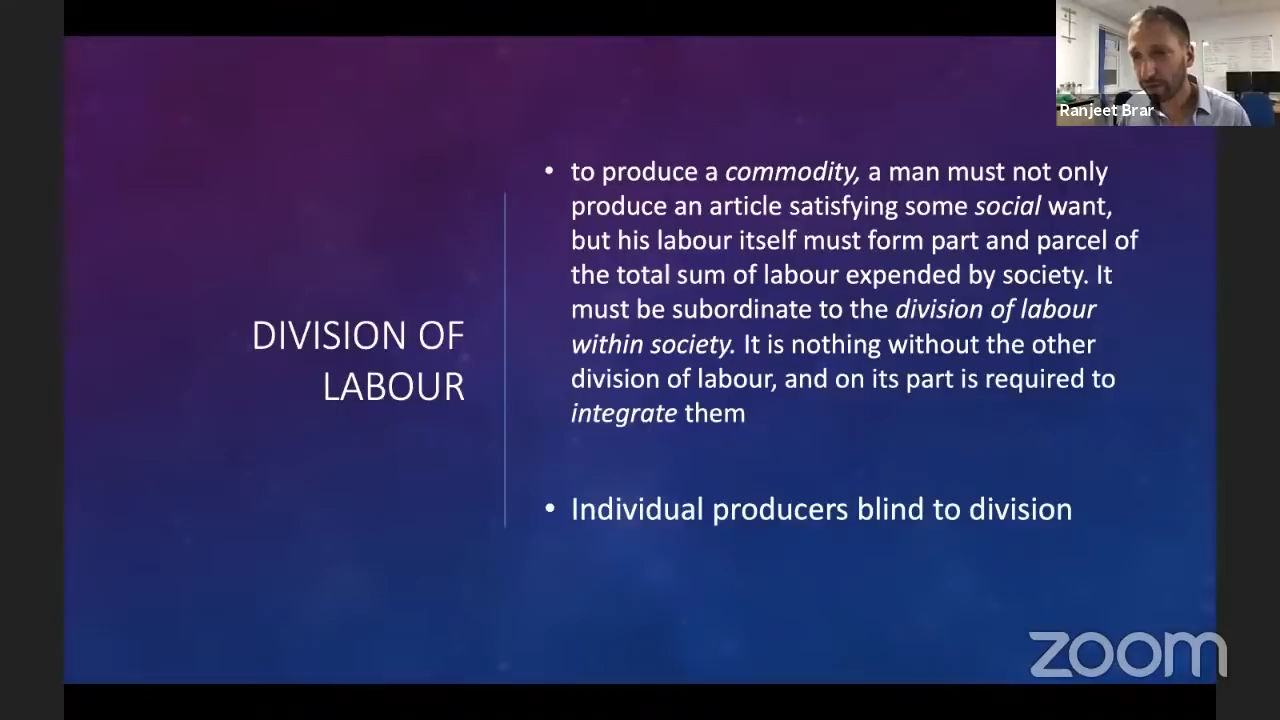 Ranjeet Brar
DIVISION OF
LABOUR
• to produce a commodity, a man must not only
produce an article satisfying some social want,
but his labour itself must form part and parcel of
the total sum of labour expended by society. It
must be subordinate to the division of labour
within society. It is nothing without the other
division of labour, and on its part is required to
integrate them
• Individual producers blind to division
zoom